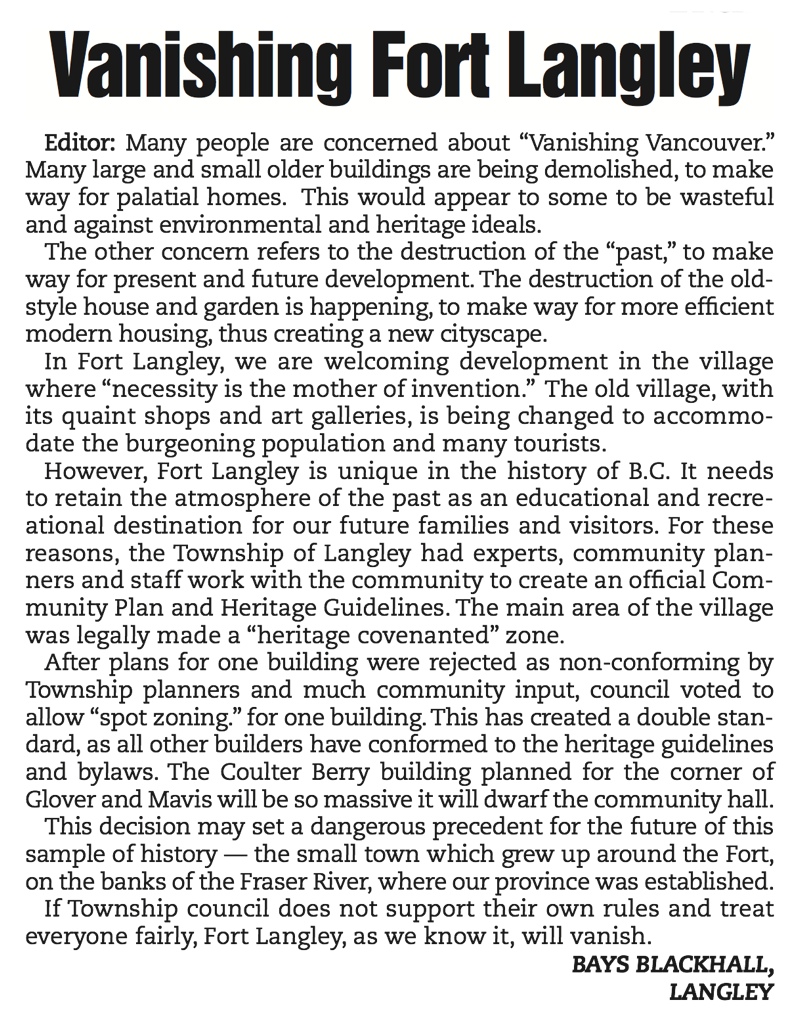 Vanishing Fort Langley
Editor: Many people are concerned about “Vanishing Vancouver.”
Many large and small older buildings are being demolished, to make
way for palatial homes. This would appear to some to be wasteful
and against environmental and heritage ideals.
The other concern refers to the destruction of the “past,” to make
way for present and future development. The destruction of the old-
style house and garden is happening, to make way for more efficient
modern housing, thus creating a new cityscape.
In Fort Langley, we are welcoming development in the village
where “necessity is the mother of invention.” The old village, with
its quaint shops and art galleries, is being changed to accommo-
date the burgeoning population and many tourists.
However, Fort Langley is unique in the history of B.C. It needs
to retain the atmosphere of the past as an educational and recre-
ational destination for our future families and visitors. For these
reasons, the Township of Langley had experts, community plan-
ners and staff work with the community to create an official Com-
munity Plan and Heritage Guidelines. The main area of the village
was legally made a “heritage covenanted” zone.
After plans for one building were rejected as non-conforming by
Township planners and much community input, council voted to
allow “spot zoning.” for one building. This has created a double stan-
dard, as all other builders have conformed to the heritage guidelines
and bylaws. The Coulter Berry building planned for the corner of
Glover and Mavis will be so massive it will dwarf the community hall.
This decision may set a dangerous precedent for the future of this
sample of history — the small town which grew up around the Fort,
on the banks of the Fraser River, where our province was established.
If Township council does not support their own rules and treat
everyone fairly, Fort Langley, as we know it, will vanish.
BAYS BLACKHALL,
LANGLEY